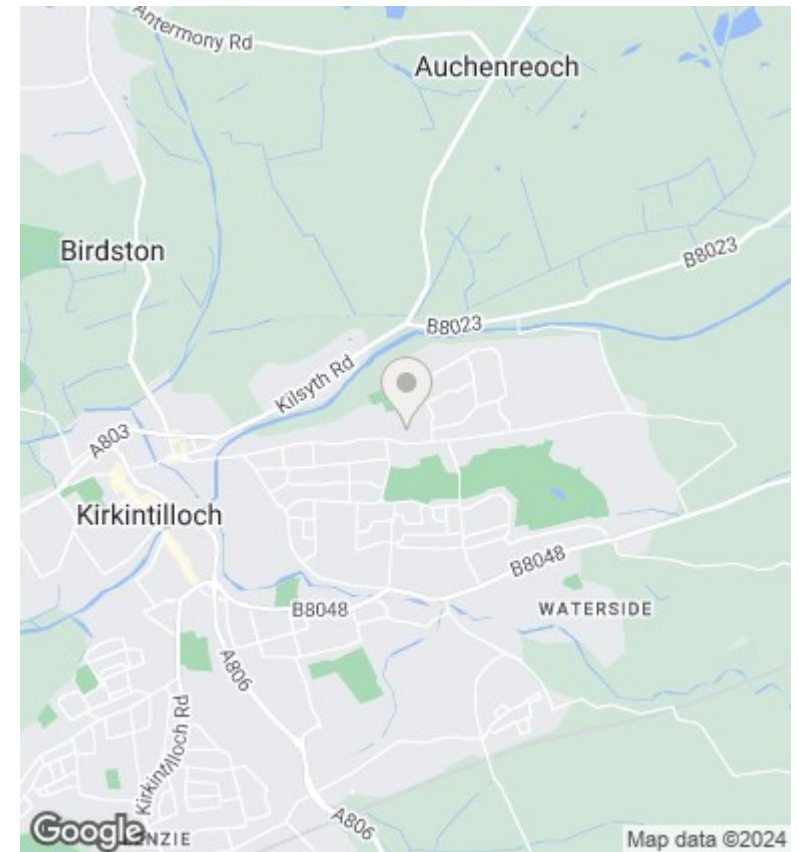 Antermony Rd
Auchenreoch
Birdston
B8023
B8023
Kilsyth Rd
A803
Kirkintilloch
B8048
B8048
WATERSIDE
A806
Kirkintilloch Rd
A806
Google
ENZIE
Map data ©2024